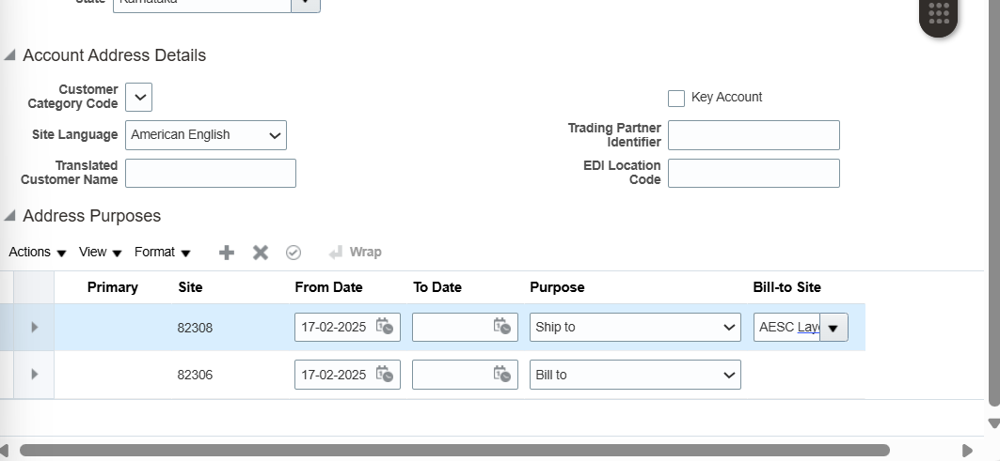 State Karnataka
Account Address Details
Customer Category Code
Key Account
Site Language American English
Trading Partner Identifier
Translated Customer Name
EDI Location Code
Address Purposes
Actions View Format Wrap
Primary Site From Date To Date Purpose Bill-to Site
82308 17-02-2025 Ship to AESC
82306 17-02-2025 Bill to